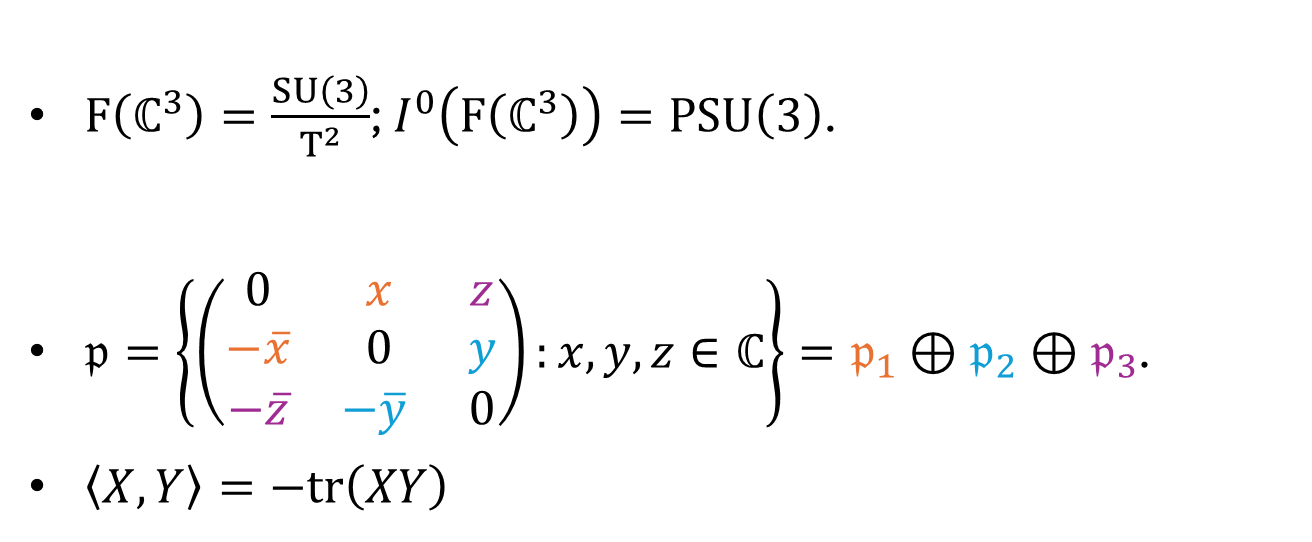 • F(ℂ³) = SU(3)/T²; I⁰(F(ℂ³)) = PSU(3).
• 𝔭 = {(0 x z
−x̄ 0 y
−z̄ −ȳ 0) : x, y, z ∈ ℂ} = 𝔭₁ ⊕ 𝔭₂ ⊕ 𝔭₃.
• ⟨X, Y⟩ = −tr(XY)